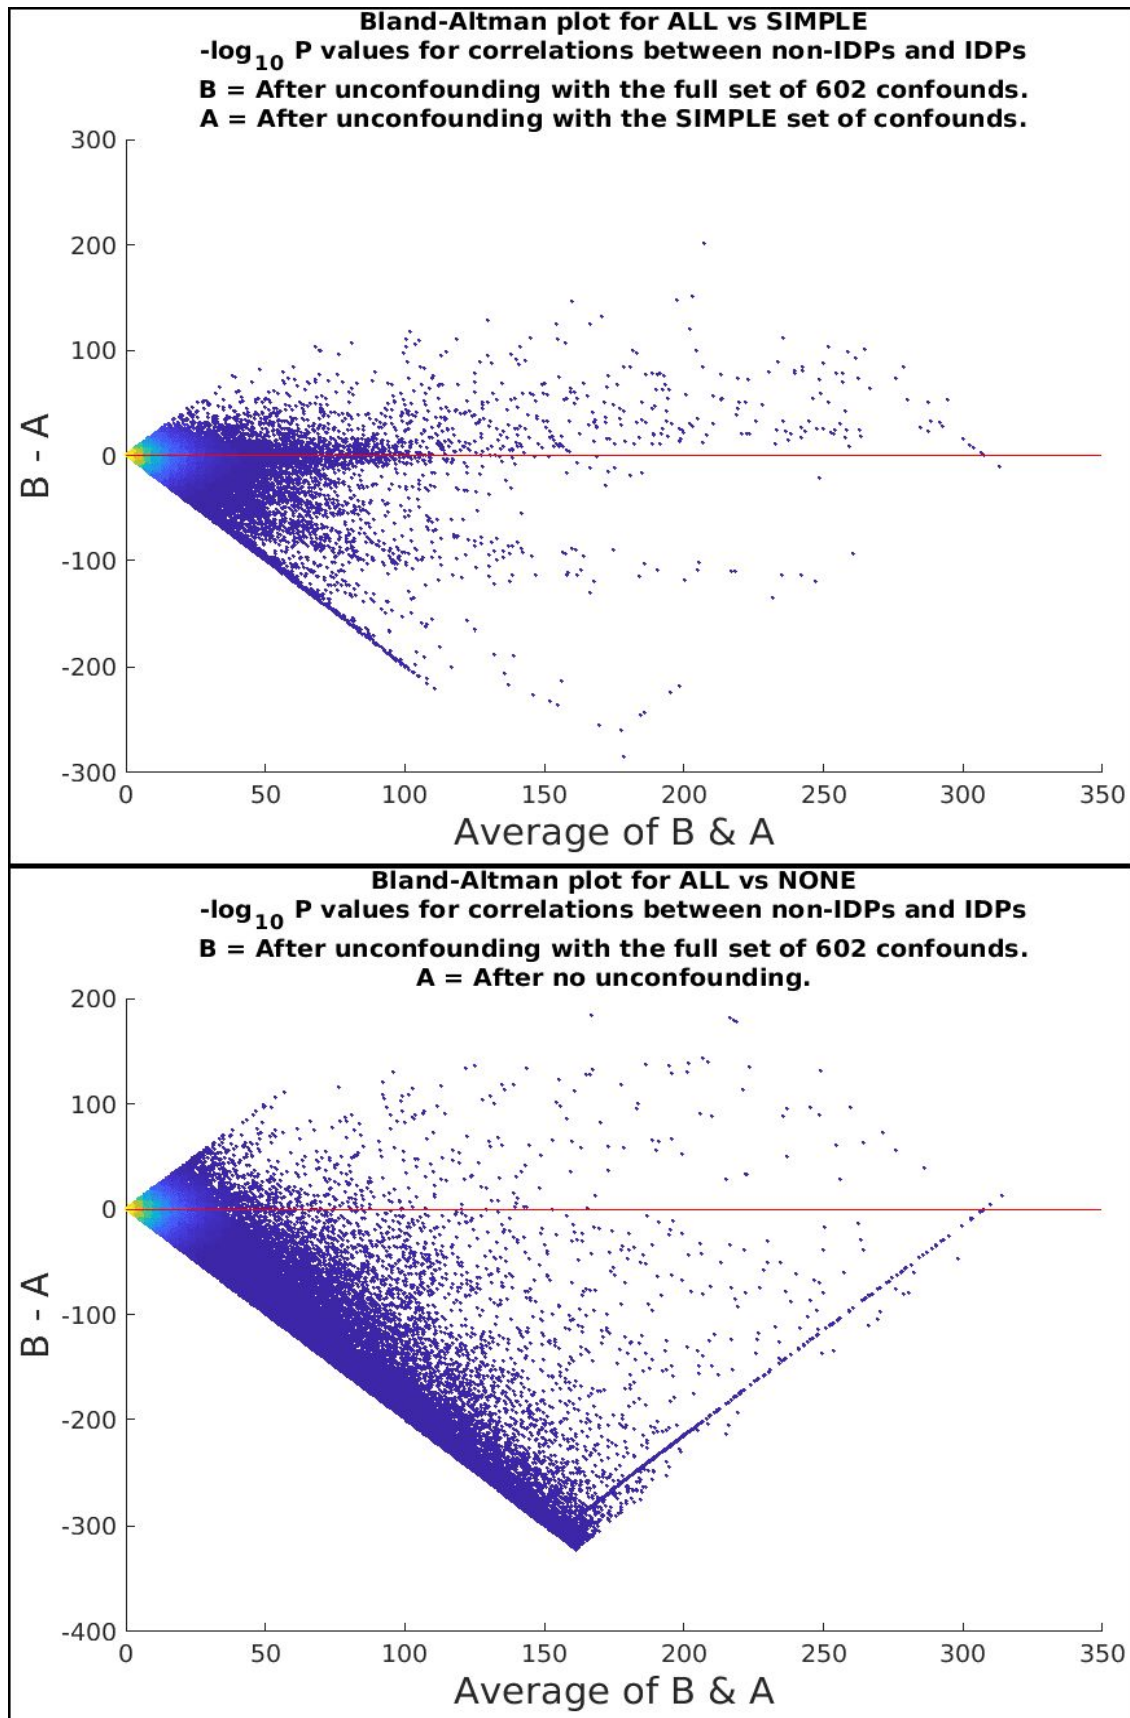 Bland-Altman plot for ALL vs SIMPLE
-log10 P values for correlations between non-IDPs and IDPs
B = After unconfounding with the full set of 602 confounds.
A = After unconfounding with the SIMPLE set of confounds.
300
200
100
0
-100
-200
-300
B - A
0 50 100 150 200 250 300 350
Average of B & A
Bland-Altman plot for ALL vs NONE
-log10 P values for correlations between non-IDPs and IDPs
B = After unconfounding with the full set of 602 confounds.
A = After no unconfounding.
200
100
0
-100
-200
-300
-400
B - A
0 50 100 150 200 250 300 350
Average of B & A